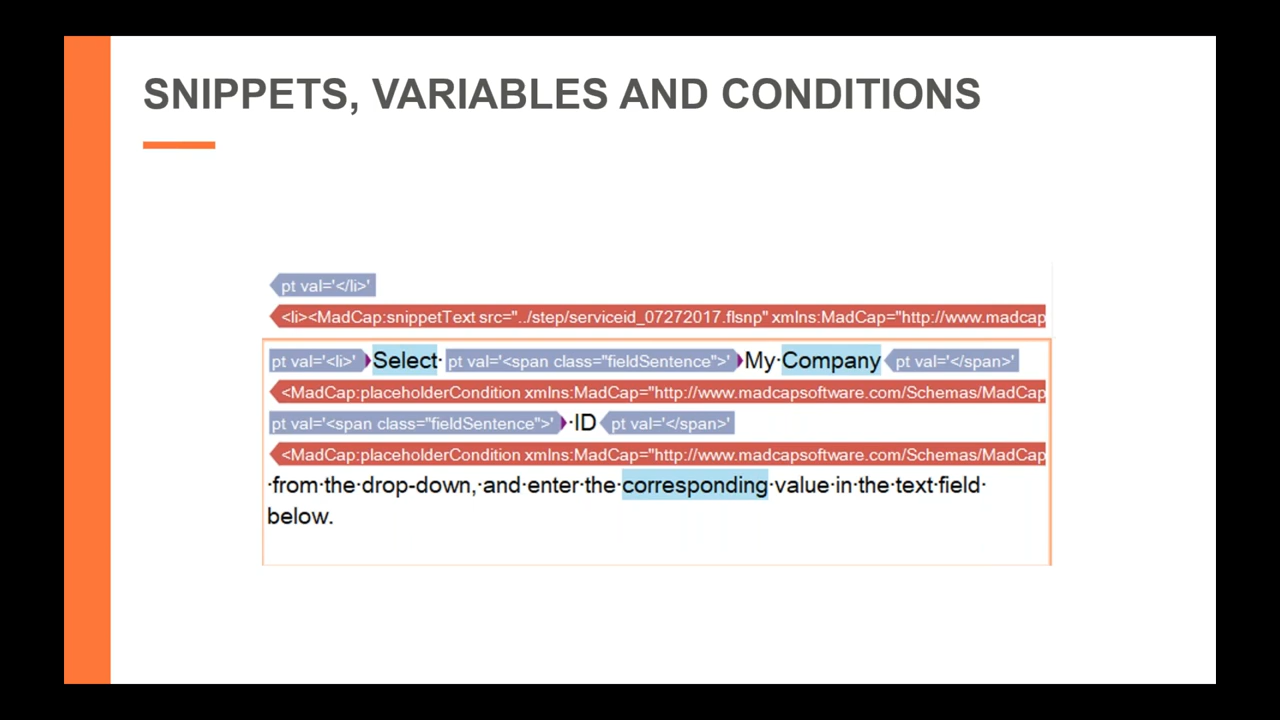 SNIPPETS, VARIABLES AND CONDITIONS
pt val='</li>'
<li><MadCap:snippetText src="../step/serviceid_07272017.flsnp" xmlns:MadCap="http://www.madcap
pt val='<li>' Select· pt val='<span class="fieldSentence">' My·Company pt val='</span>'
<MadCap:placeholderCondition xmlns:MadCap="http://www.madcapsoftware.com/Schemas/MadCap
pt val='<span class="fieldSentence">' ·ID pt val='</span>'
<MadCap:placeholderCondition xmlns:MadCap="http://www.madcapsoftware.com/Schemas/MadCap
·from·the·drop-down,·and·enter·the·corresponding·value·in·the·text·field·
below.